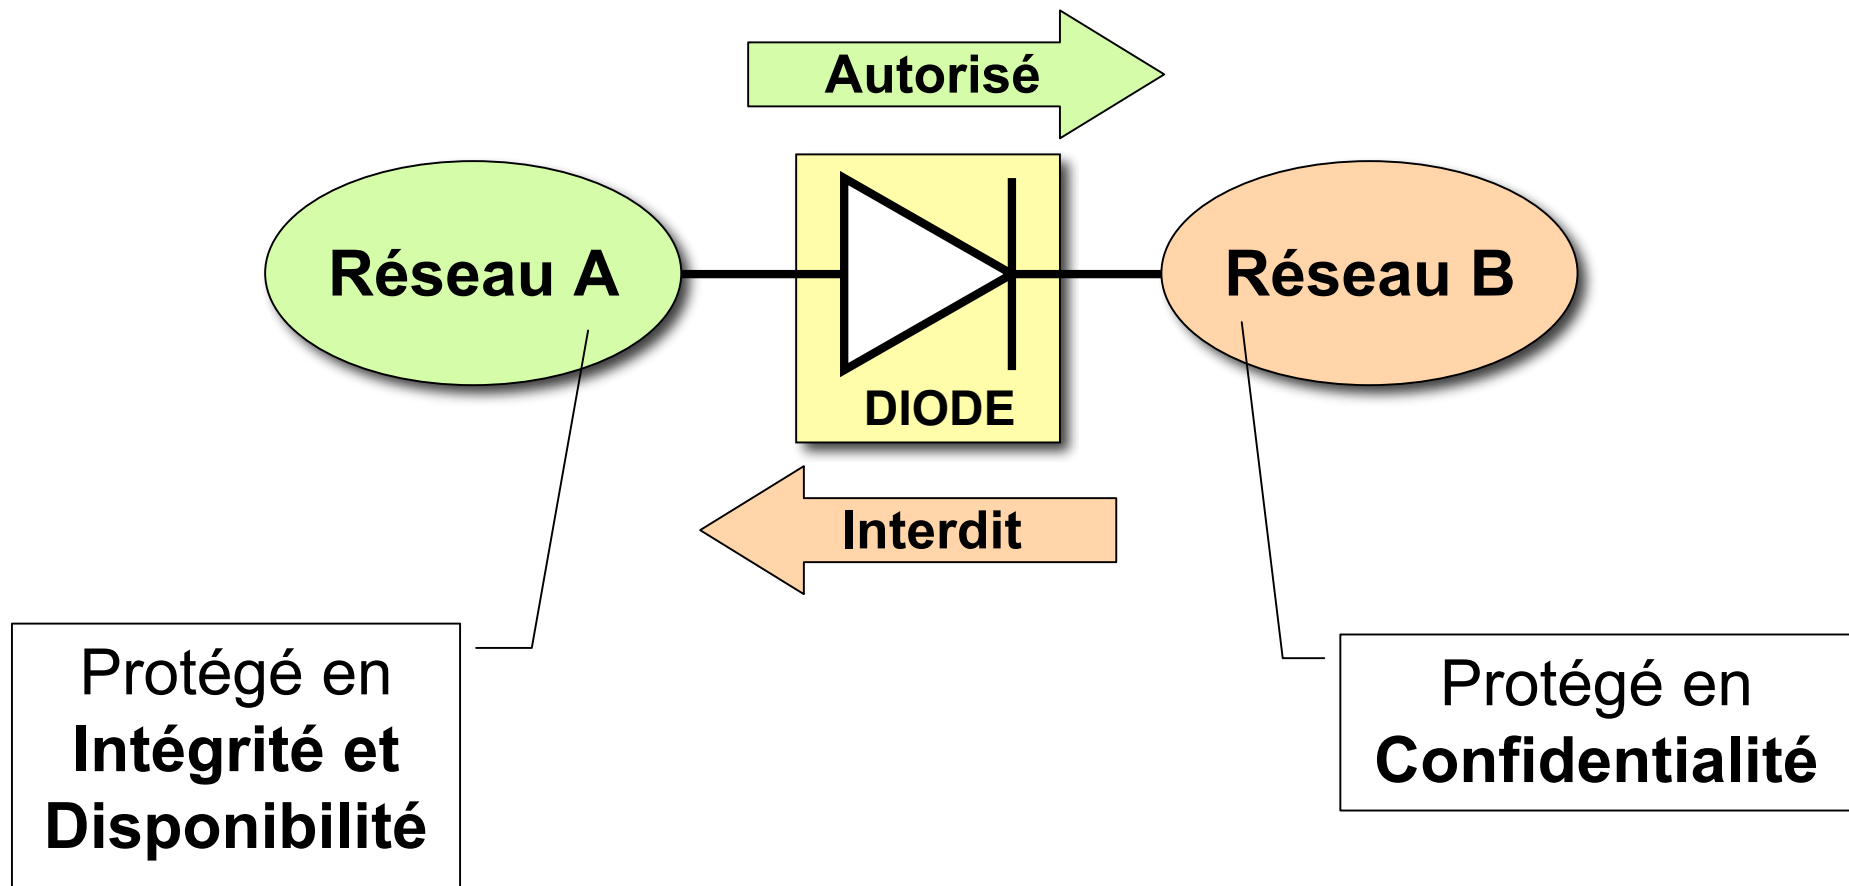 Autorisé
Réseau A
Réseau B
DIODE
Interdit
Protégé en
Intégrité et
Disponibilité
Protégé en
Confidentialité